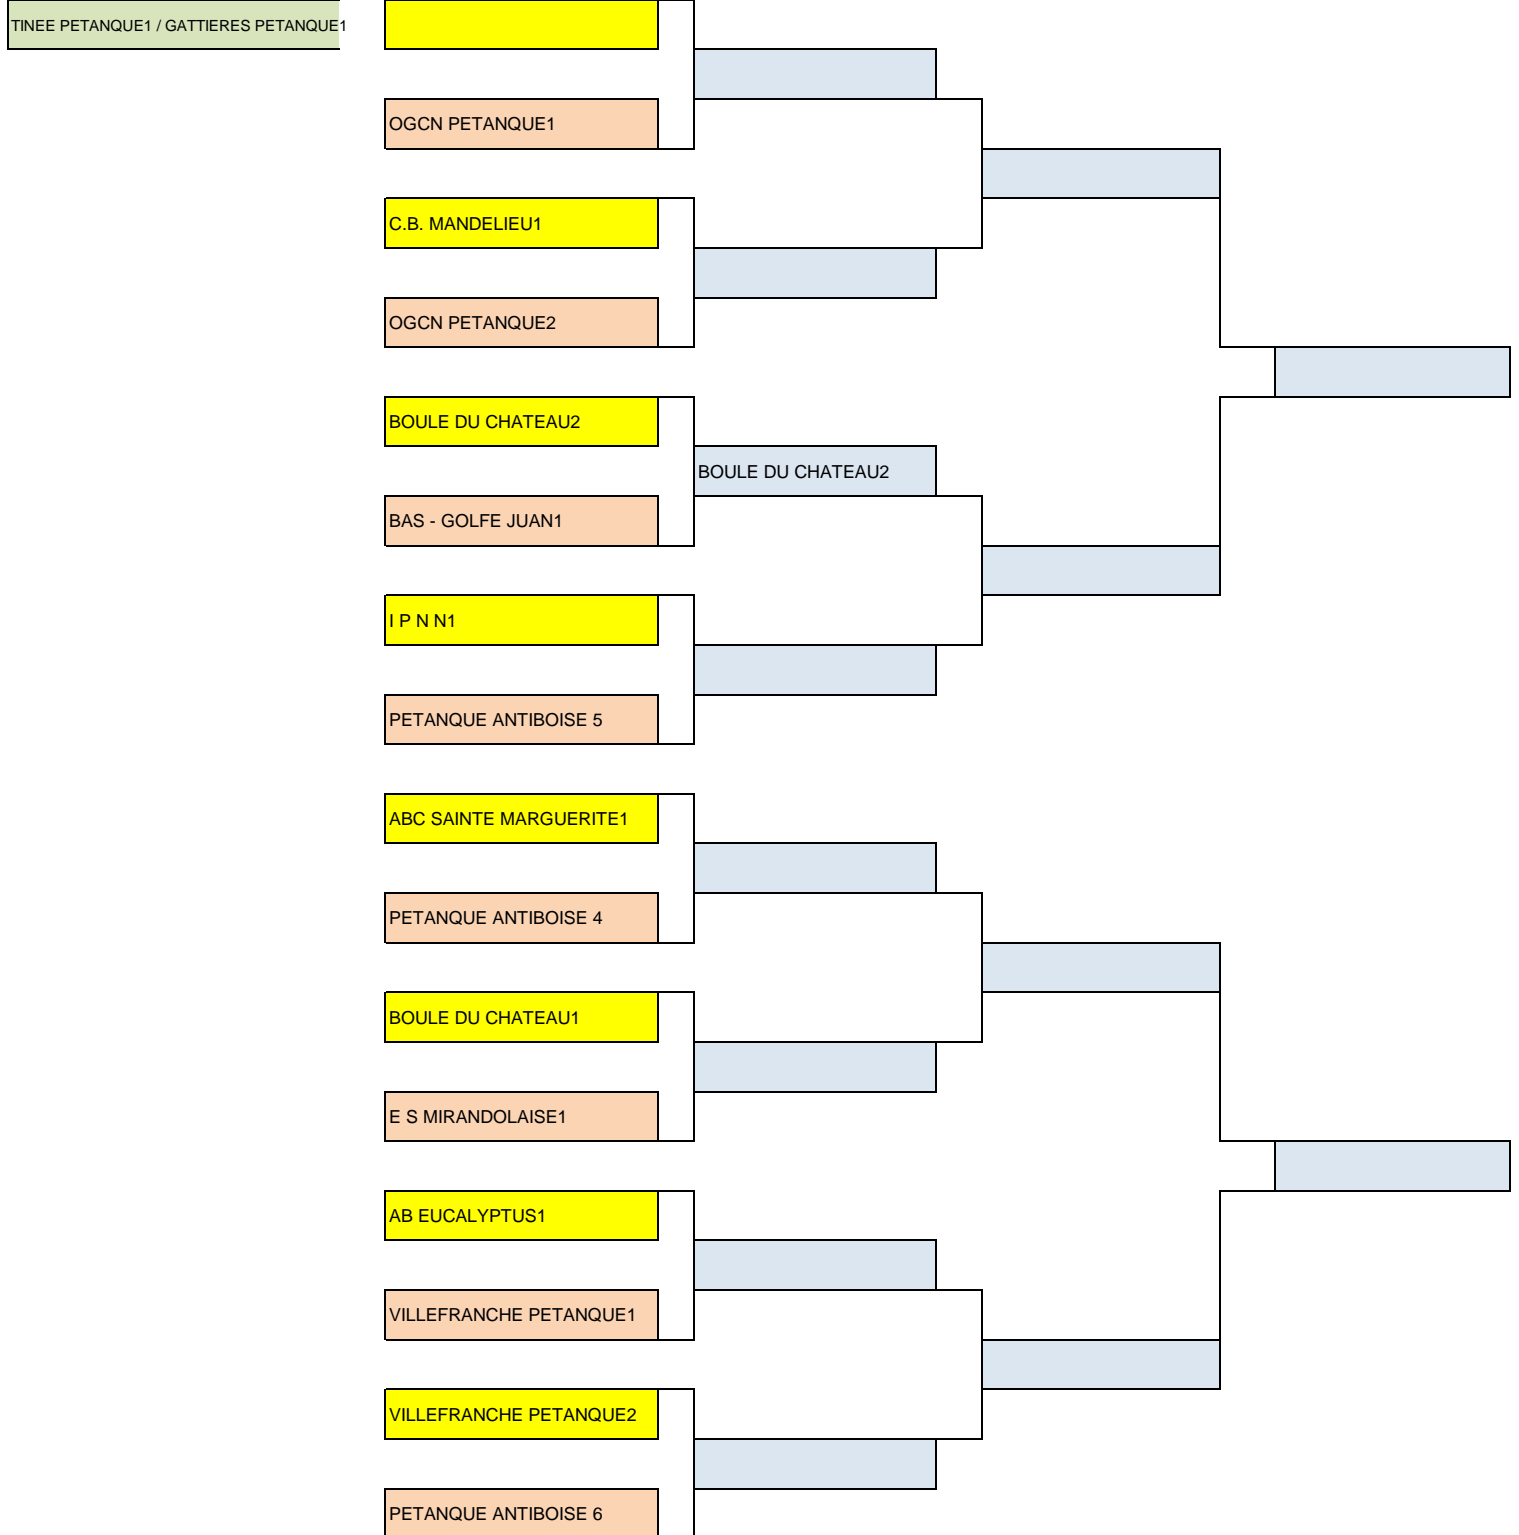 TINEE PETANQUE1 / GATTIERES PETANQUE1
OGCN PETANQUE1
C.B. MANDELIEU1
OGCN PETANQUE2
BOULE DU CHATEAU2
BOULE DU CHATEAU2
BAS - GOLFE JUAN1
I P N N1
PETANQUE ANTIBOISE 5
ABC SAINTE MARGUERITE1
PETANQUE ANTIBOISE 4
BOULE DU CHATEAU1
E S MIRANDOLAISE1
AB EUCALYPTUS1
VILLEFRANCHE PETANQUE1
VILLEFRANCHE PETANQUE2
PETANQUE ANTIBOISE 6